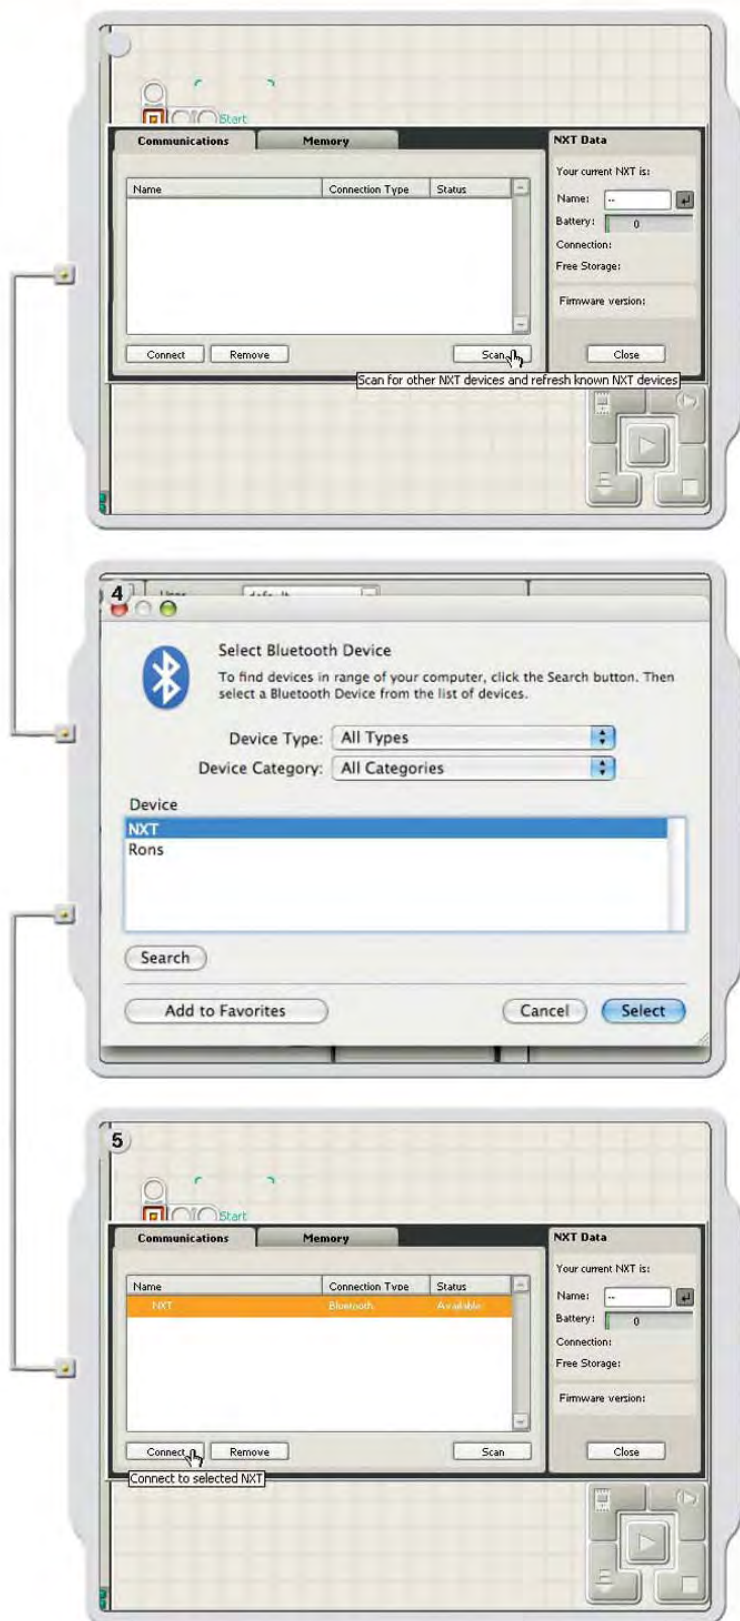 Start
Communications
Memory
NXT Data
Your current NXT is:
Name Connection Type Status
Name: --
Battery: 0
Connection:
Free Storage:
Firmware version:
Connect Remove Scan Close
Scan for other NXT devices and refresh known NXT devices
4
Select Bluetooth Device
To find devices in range of your computer, click the Search button. Then
select a Bluetooth Device from the list of devices.
Device Type: All Types
Device Category: All Categories
Device
NXT
Rons
Search
Add to Favorites Cancel Select
5
Start
Communications
Memory
NXT Data
Your current NXT is:
Name Connection Type Status
NXT Bluetooth Available
Name: --
Battery: 0
Connection:
Free Storage:
Firmware version:
Connect Remove Scan Close
Connect to selected NXT